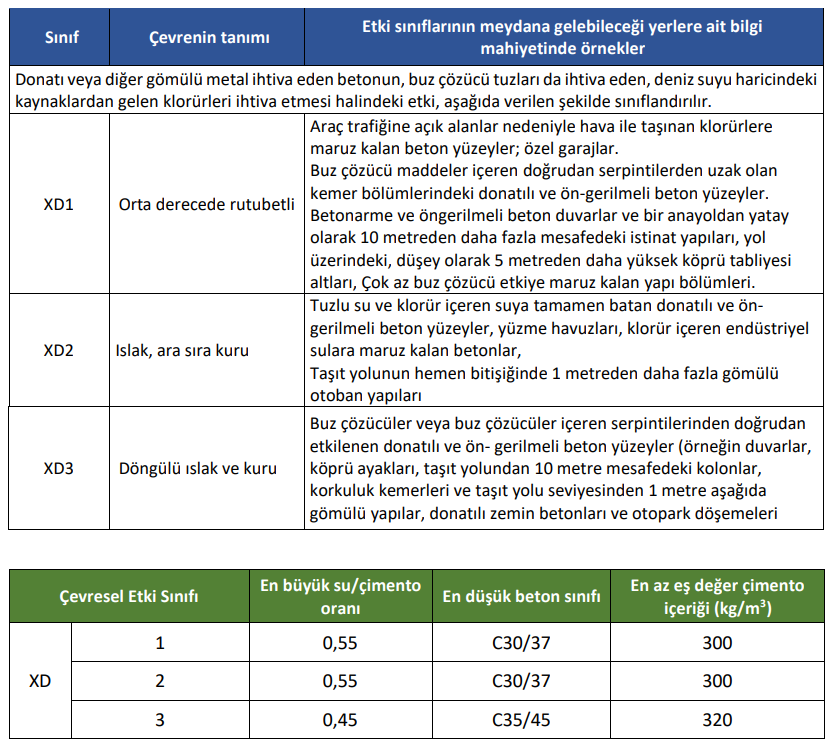 Sınıf
Çevrenin tanımı
Etki sınıflarının meydana gelebileceği yerlere ait bilgi
mahiyetinde örnekler
Donatı veya diğer gömülü metal ihtiva eden betonun, buz çözücü tuzları da ihtiva eden, deniz suyu haricindeki
kaynaklardan gelen klorürleri ihtiva etmesi halindeki etki, aşağıda verilen şekilde sınıflandırılır.
XD1
Orta derecede rutubetli
Araç trafiğine açık alanlar nedeniyle hava ile taşınan klorürlere
maruz kalan beton yüzeyler; özel garajlar.
Buz çözücü maddeler içeren doğrudan serpintilerden uzak olan
kemer bölümlerindeki donatılı ve ön-gerilmeli beton yüzeyler.
Betonarme ve öngerilmeli beton duvarlar ve bir anayoldan yatay
olarak 10 metreden daha fazla mesafedeki istinat yapıları, yol
üzerindeki, düşey olarak 5 metreden daha yüksek köprü tabliyesi
altları, Çok az buz çözücü etkiye maruz kalan yapı bölümleri.
XD2
Islak, ara sıra kuru
Tuzlu su ve klorür içeren suya tamamen batan donatılı ve ön-
gerilmeli beton yüzeyler, yüzme havuzları, klorür içeren endüstriyel
sulara maruz kalan betonlar,
Taşıt yolunun hemen bitişiğinde 1 metreden daha fazla gömülü
otoban yapıları
XD3
Döngülü ıslak ve kuru
Buz çözücüler veya buz çözücüler içeren serpintilerinden doğrudan
etkilenen donatılı ve ön- gerilmeli beton yüzeyler (örneğin duvarlar,
köprü ayakları, taşıt yolundan 10 metre mesafedeki kolonlar,
korkuluk kemerleri ve taşıt yolu seviyesinden 1 metre aşağıda
gömülü yapılar, donatılı zemin betonları ve otopark döşemeleri
Çevresel Etki Sınıfı
En büyük su/çimento
oranı
En düşük beton sınıfı
En az eş değer çimento
içeriği (kg/m³)
XD
1
0,55
C30/37
300
2
0,55
C30/37
300
3
0,45
C35/45
320